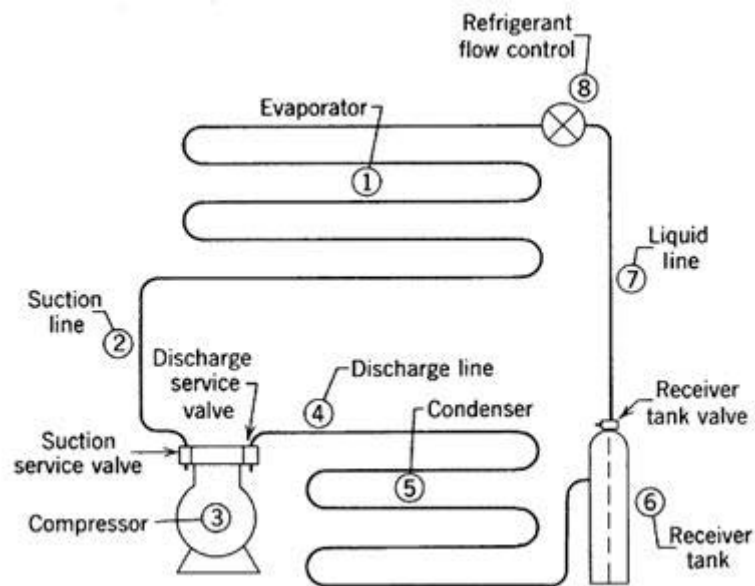 Refrigerant
flow control
8
Evaporator
1
Liquid
line
7
Suction
line
2
Discharge
service
valve
Discharge line
4
Condenser
Receiver
tank valve
Suction
service valve
5
6
Compressor
3
Receiver
tank